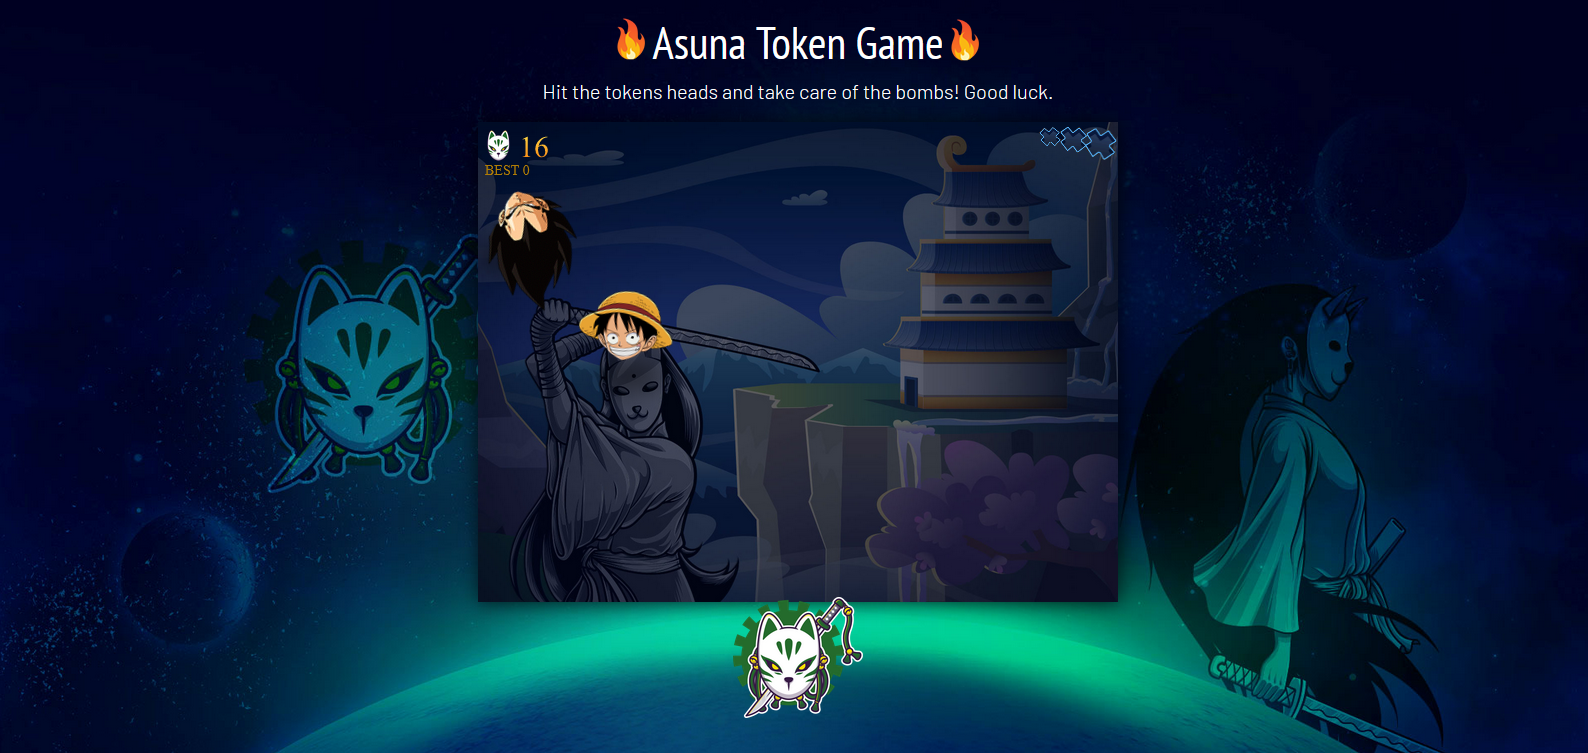 Asuna Token Game
Hit the tokens heads and take care of the bombs! Good luck.
16
BEST 0